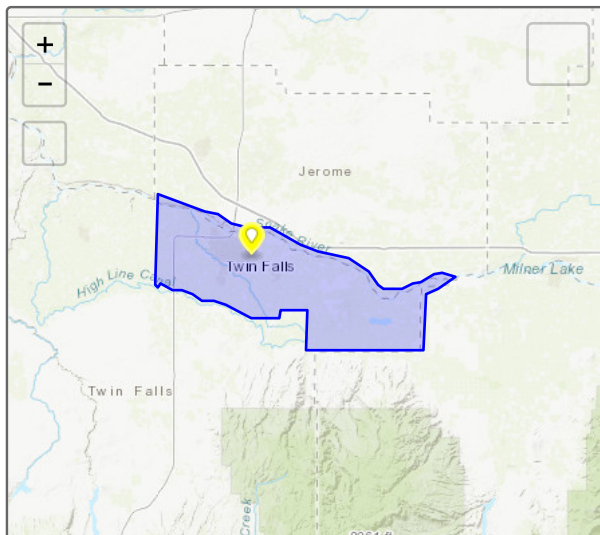 +
−
Jerome
Snake River
Twin Falls
High Line Canal
Milner Lake
Twin Falls
Creek